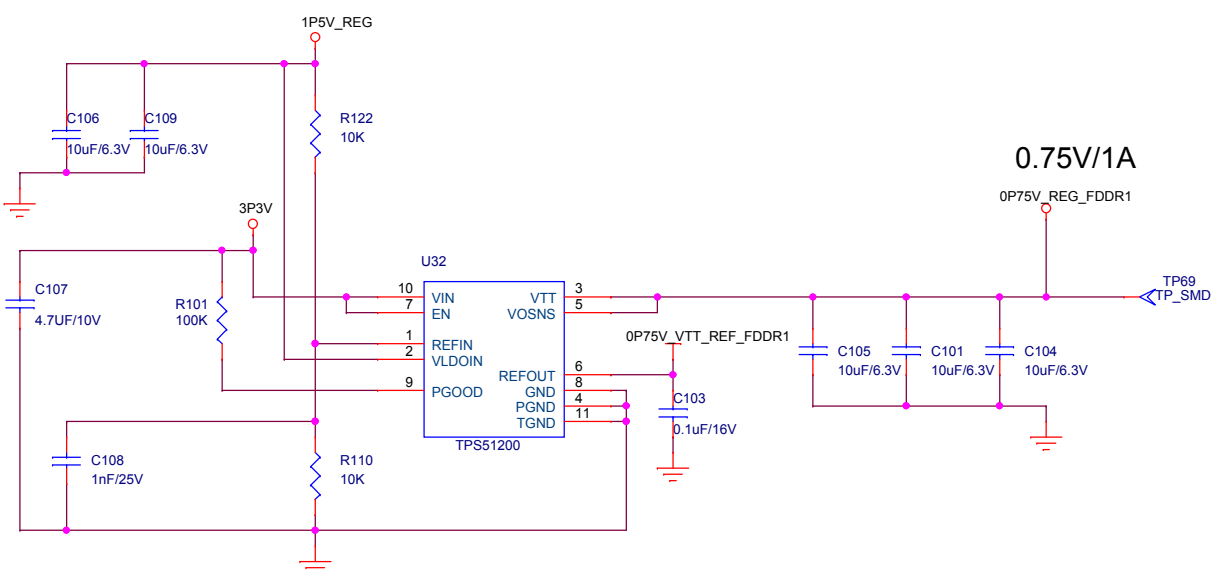 1P5V_REG
C106
10uF/6.3V
C109
10uF/6.3V
R122
10K
0.75V/1A
0P75V_REG_FDDR1
3P3V
U32
C107
4.7UF/10V
R101
100K
10 VIN
7 EN
1 REFIN
2 VLDOIN
9 PGOOD
VTT 3
VOSNS 5
REFOUT 6
GND 8
PGND 4
TGND 11
TPS51200
TP69
TP_SMD
0P75V_VTT_REF_FDDR1
C105
10uF/6.3V
C101
10uF/6.3V
C104
10uF/6.3V
C103
0.1uF/16V
C108
1nF/25V
R110
10K